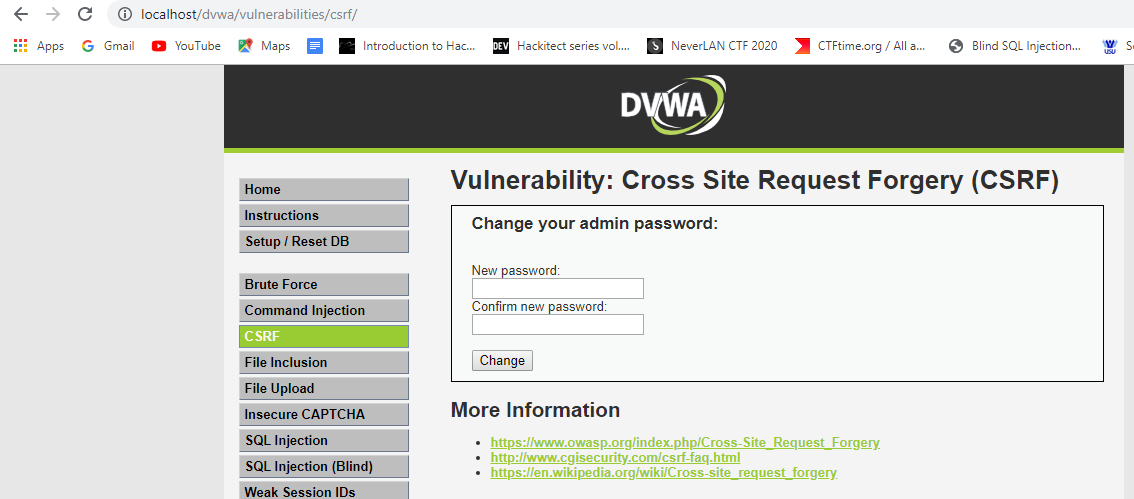 localhost/dvwa/vulnerabilities/csrf/
Apps Gmail YouTube Maps Introduction to Hac... DEV Hackitect series vol.... NeverLAN CTF 2020 CTFtime.org / All a... Blind SQL Injection... USU
DVWA
Home
Instructions
Setup / Reset DB
Brute Force
Command Injection
CSRF
File Inclusion
File Upload
Insecure CAPTCHA
SQL Injection
SQL Injection (Blind)
Weak Session IDs
Vulnerability: Cross Site Request Forgery (CSRF)
Change your admin password:
New password:
Confirm new password:
Change
More Information
https://www.owasp.org/index.php/Cross-Site_Request_Forgery
http://www.cgisecurity.com/csrf-faq.html
https://en.wikipedia.org/wiki/Cross-site_request_forgery